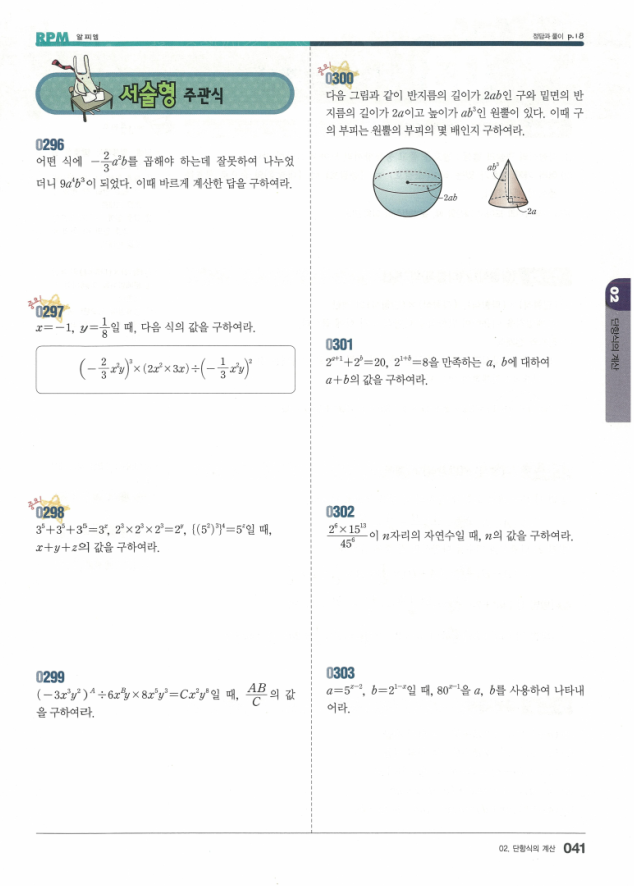 RPM 알피엠
정답과 풀이 p.18
서술형 주관식
0296
어떤 식에 $-\frac{2}{3}a^2b$를 곱해야 하는데 잘못하여 나누었
더니 $9a^4b^3$이 되었다. 이때 바르게 계산한 답을 구하여라.
중요!
0297
$x=-1$, $y=\frac{1}{8}$일 때, 다음 식의 값을 구하여라.
$\left(-\frac{2}{3}x^3y\right)^3\times(2x^2\times3x)\div\left(-\frac{1}{3}x^2y\right)^2$
중요!
0298
$3^5+3^5+3^5=3^x$, $2^3\times2^3\times2^3=2^y$, $\{(5^2)^3\}^4=5^z$일 때,
$x+y+z$의 값을 구하여라.
0299
$(-3x^3y^2)^A\div6x^By\times8x^5y^3=Cx^2y^8$일 때, $\frac{AB}{C}$의 값
을 구하여라.
중요!
0300
다음 그림과 같이 반지름의 길이가 $2ab$인 구와 밑면의 반
지름의 길이가 $2a$이고 높이가 $ab^3$인 원뿔이 있다. 이때 구
의 부피는 원뿔의 부피의 몇 배인지 구하여라.
2ab
$ab^3$
2a
0301
$2^{a+1}+2^b=20$, $2^{1+b}=8$을 만족하는 $a$, $b$에 대하여
$a+b$의 값을 구하여라.
0302
$\frac{2^6\times15^{13}}{45^6}$이 $n$자리의 자연수일 때, $n$의 값을 구하여라.
0303
$a=5^{x-2}$, $b=2^{1-x}$일 때, $80^{x-1}$을 $a$, $b$를 사용하여 나타내
어라.
02
단항식의 계산
02. 단항식의 계산 041